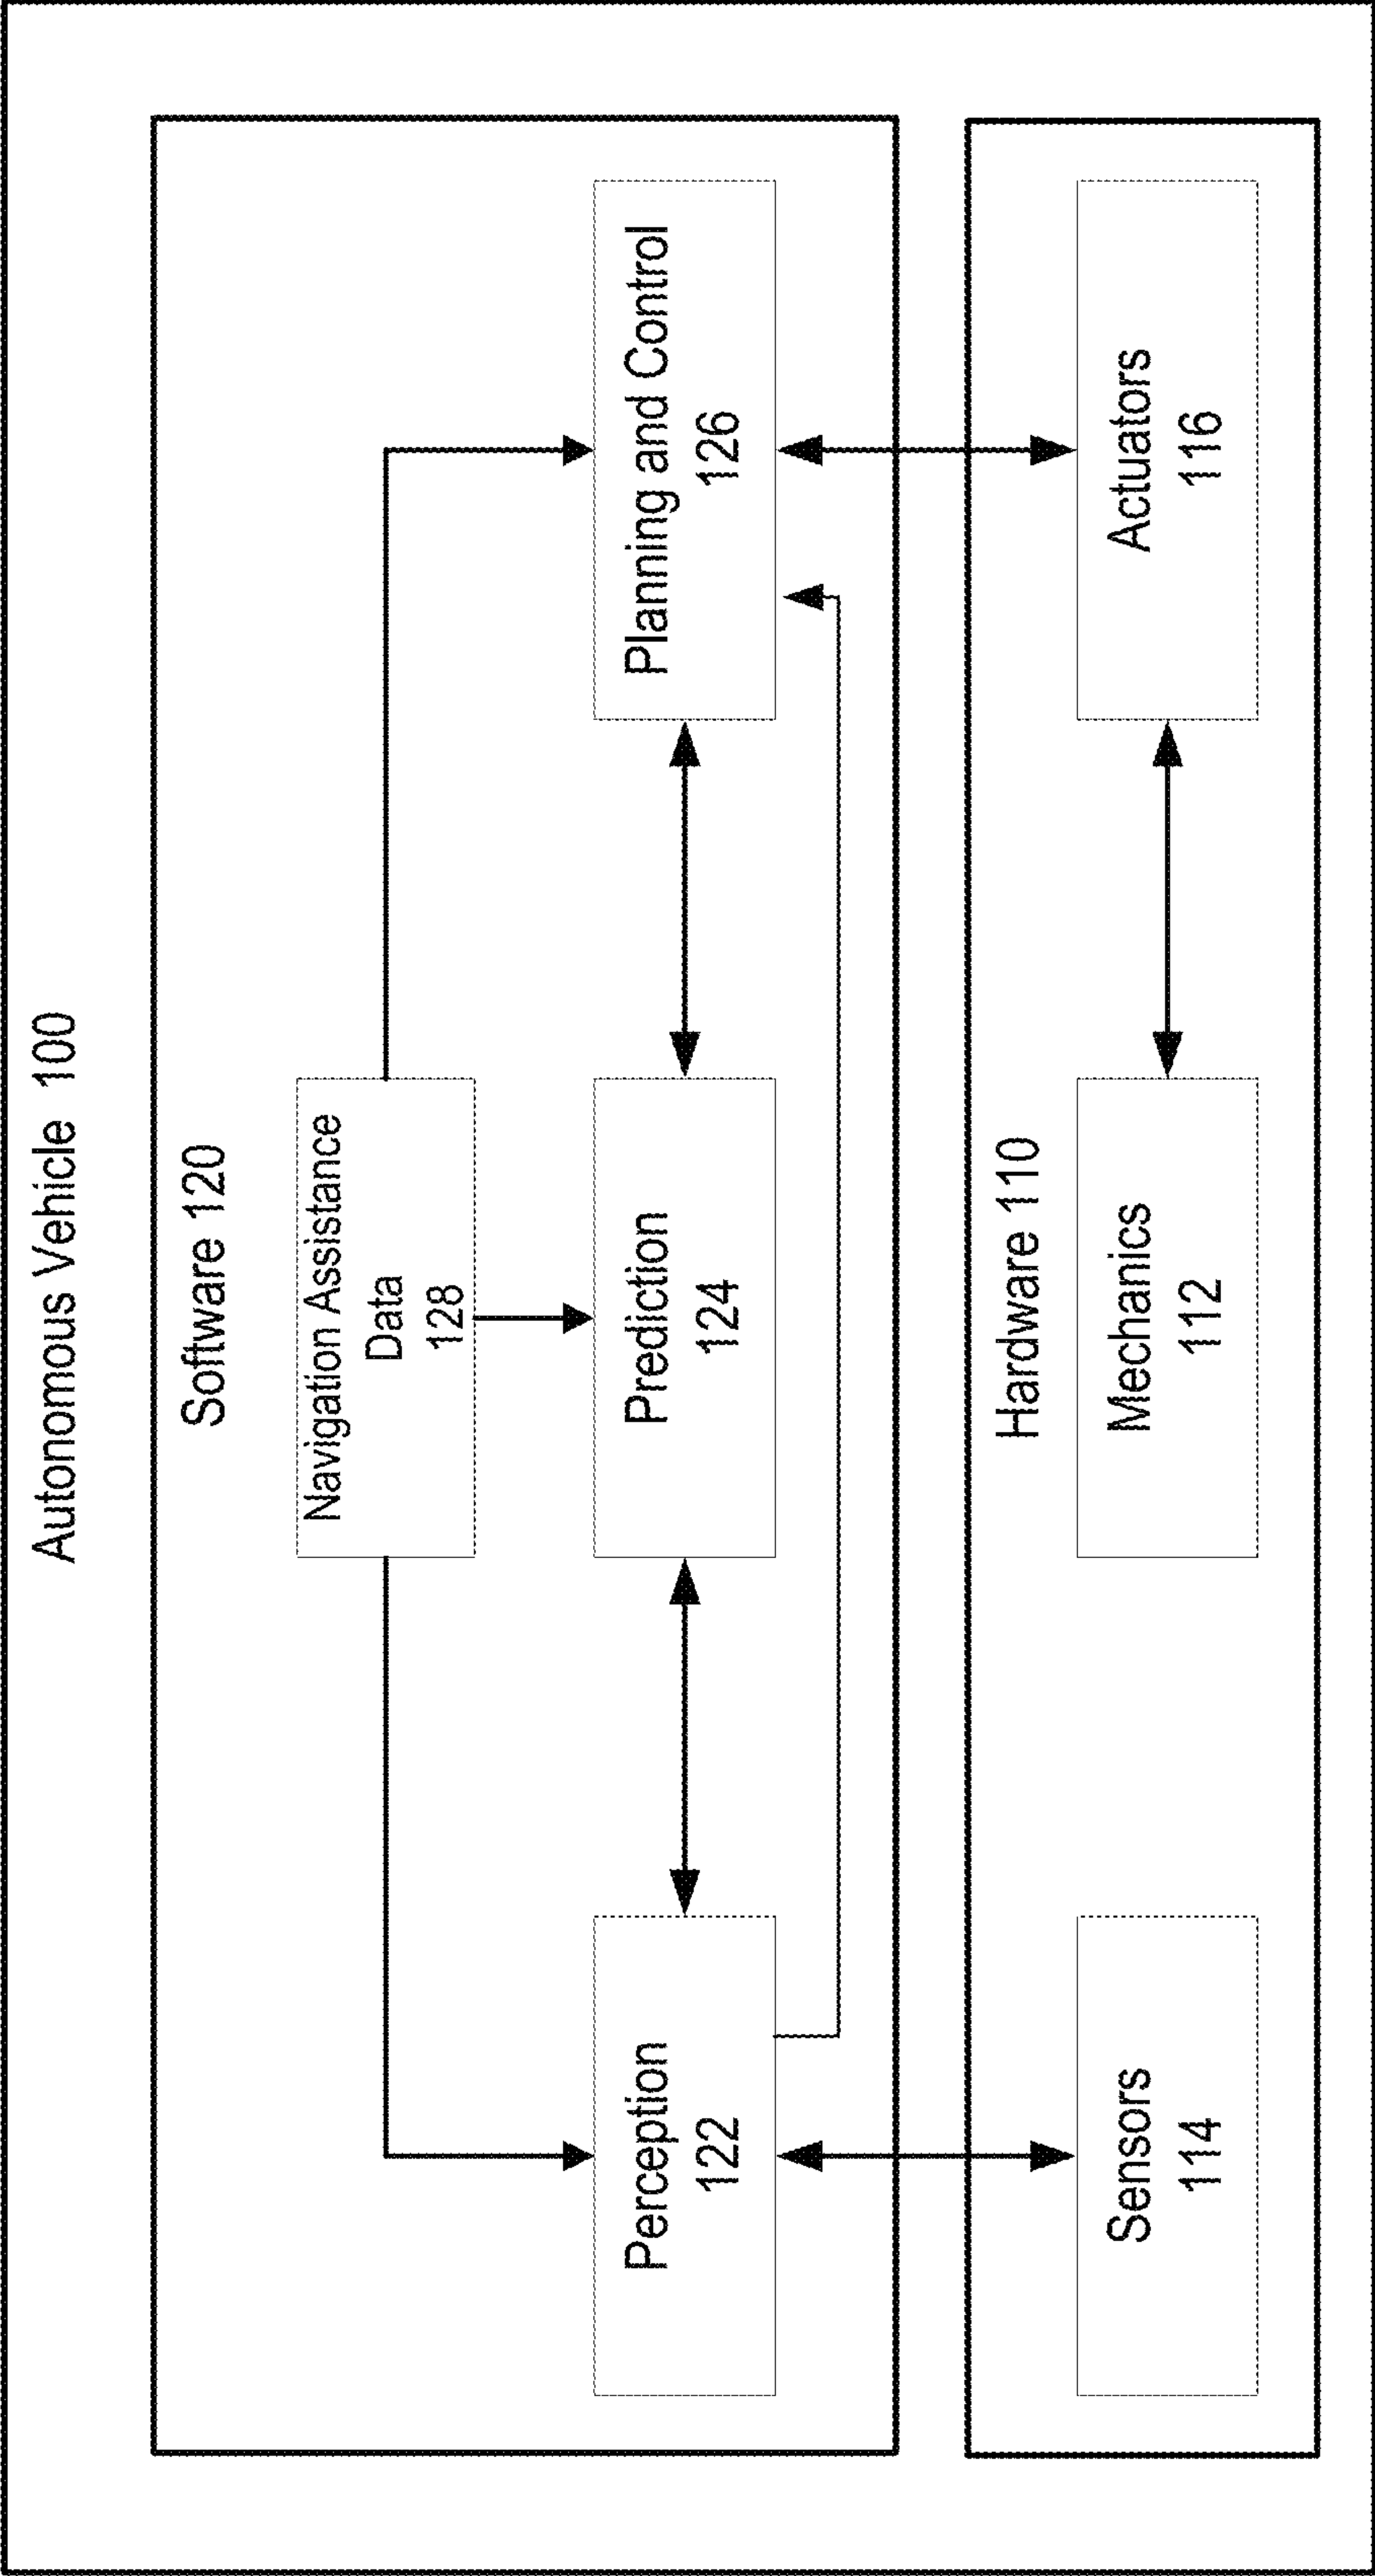 Autonomous Vehicle 100
Software 120
Navigation Assistance
Data
128
Perception
122
Prediction
124
Planning and Control
126
Hardware 110
Sensors
114
Mechanics
112
Actuators
116